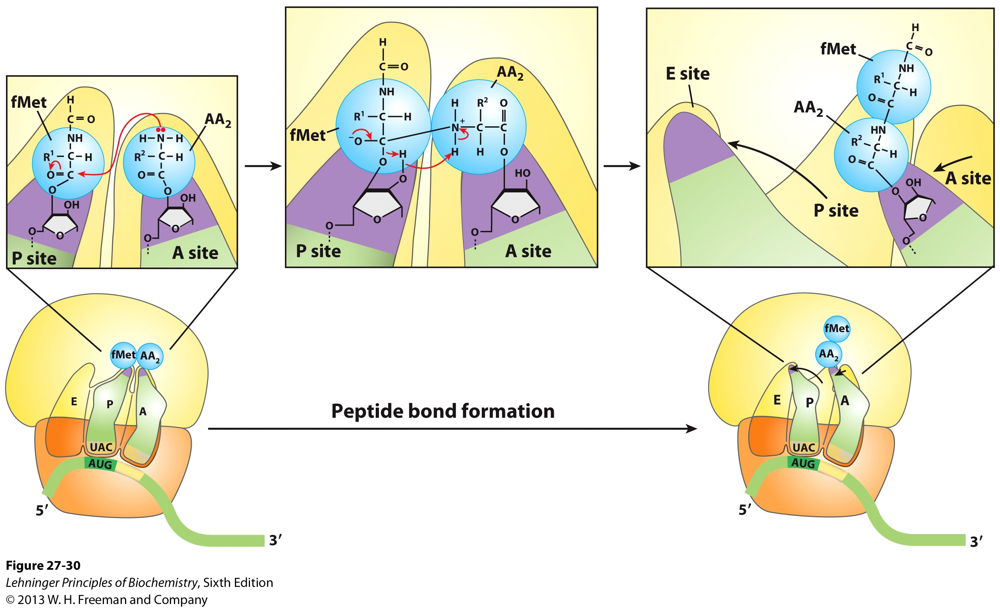 fMet
H
C=O
NH
R¹–C–H
O=C
O
OH
O
O
P site
AA₂
H–N–H
R²–C–H
O=C
O
OH
O
O
A site
H
C=O
NH
R¹–C–H
fMet
⁻O–C
H
O
O
O
O
P site
AA₂
H R² O
N⁺–C–C
H H O
HO
O
O
A site
H
C=O
fMet
NH
R¹–C–H
O=C
E site
AA₂
HN
R²–C–H
O=C
O
OH
O
O
A site
P site
fMet AA₂
E
P
A
UAC
AUG
5′
3′
Peptide bond formation
fMet
AA₂
E
P
A
UAC
AUG
5′
3′
Figure 27-30
Lehninger Principles of Biochemistry, Sixth Edition
© 2013 W. H. Freeman and Company